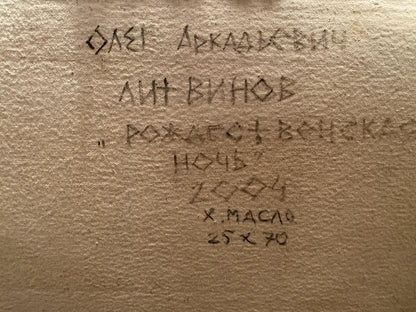 Олег Аркадьевич
Литвинов
„Рождественская
ночь"
2004
х. масло
25 x 70